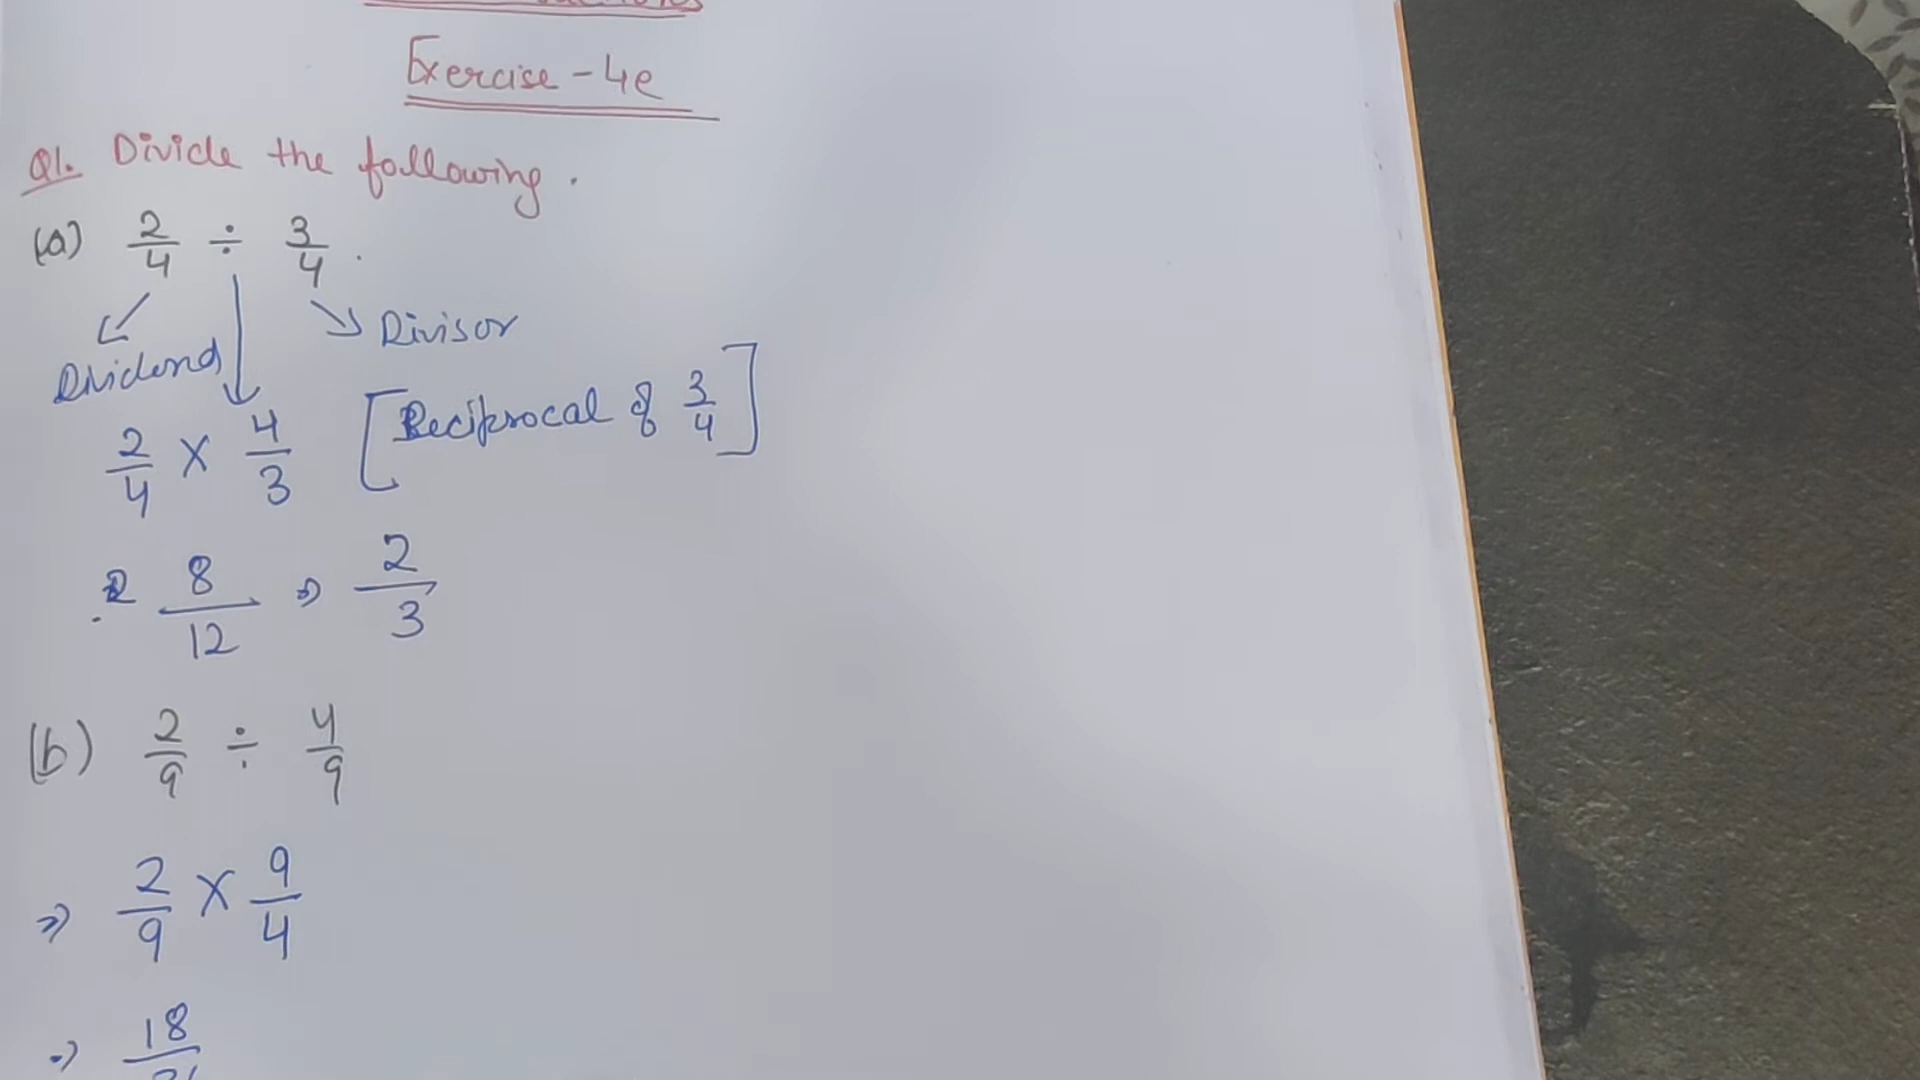 Exercise - 4e
Q1. Divide the following.
(a) 2/4 ÷ 3/4.
Dividend Divisor
2/4 × 4/3 [Reciprocal of 3/4]
8/12 ⇒ 2/3
(b) 2/9 ÷ 4/9
⇒ 2/9 × 9/4
⇒ 18/